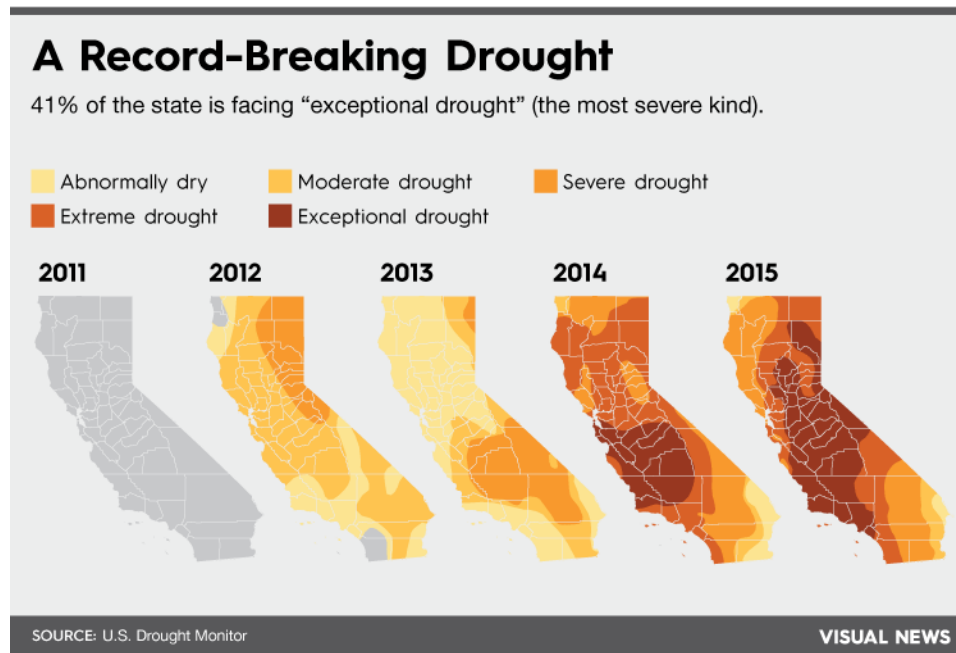 A Record-Breaking Drought
41% of the state is facing “exceptional drought” (the most severe kind).
Abnormally dry Moderate drought Severe drought
Extreme drought Exceptional drought
2011 2012 2013 2014 2015
SOURCE: U.S. Drought Monitor VISUAL NEWS